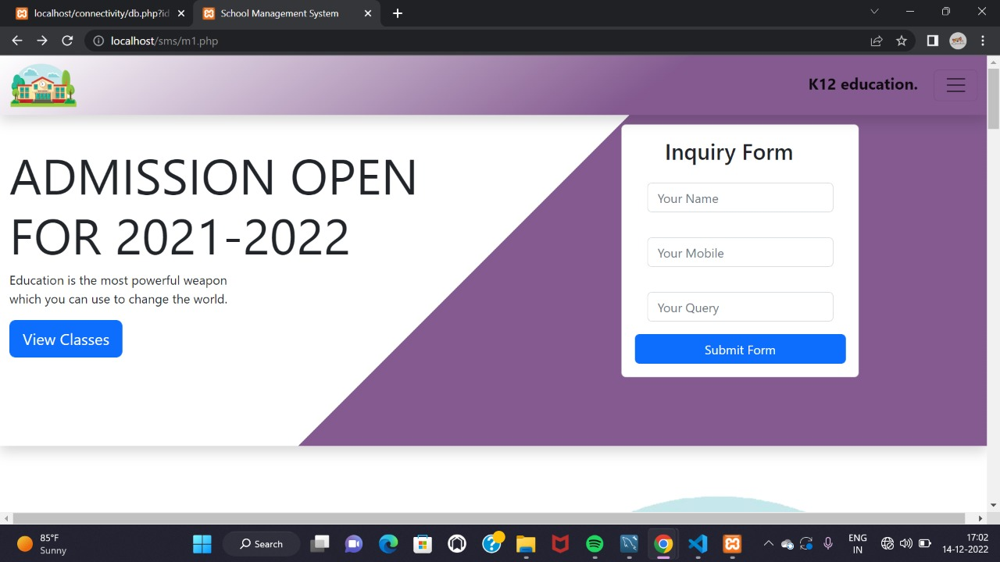 localhost/connectivity/db.php?id
School Management System
localhost/sms/m1.php
K12 education.
ADMISSION OPEN
FOR 2021-2022
Education is the most powerful weapon
which you can use to change the world.
View Classes
Inquiry Form
Your Name
Your Mobile
Your Query
Submit Form
85°F
Sunny
Search
ENG
IN
17:02
14-12-2022